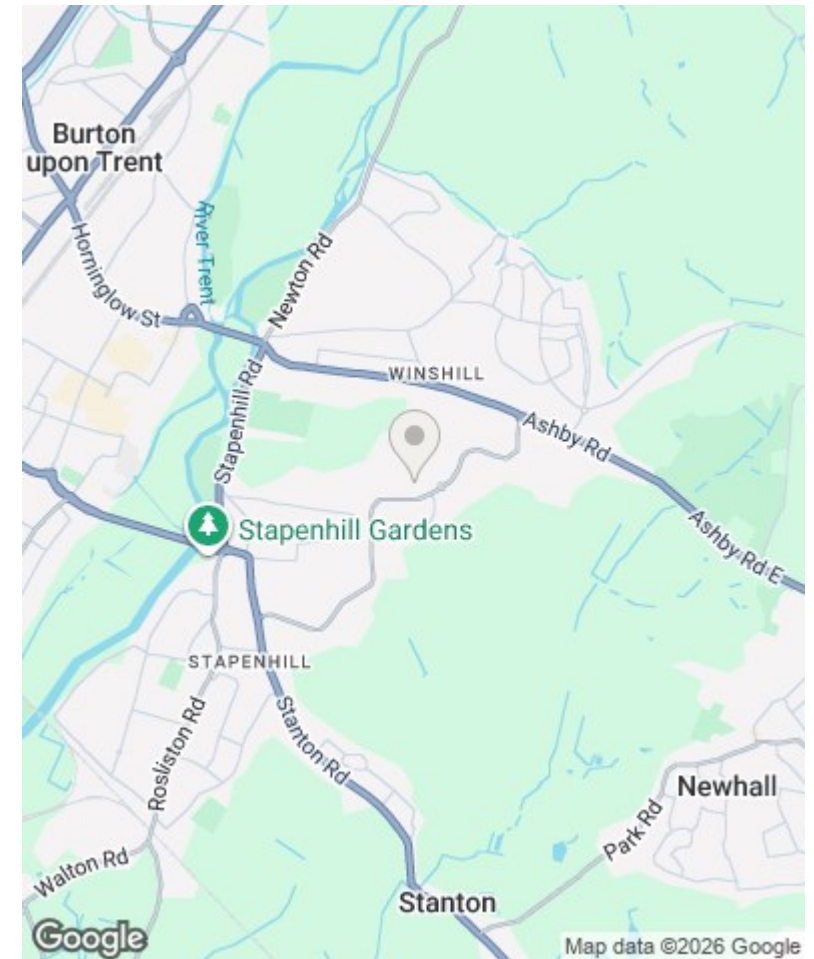 Burton
upon Trent
River Trent
Horninglow St
Newton Rd
Stapenhill Rd
WINSHILL
Ashby Rd
Ashby Rd E
Stapenhill Gardens
STAPENHILL
Stanton Rd
Rosliston Rd
Walton Rd
Newhall
Park Rd
Stanton
Google
Map data ©2026 Google